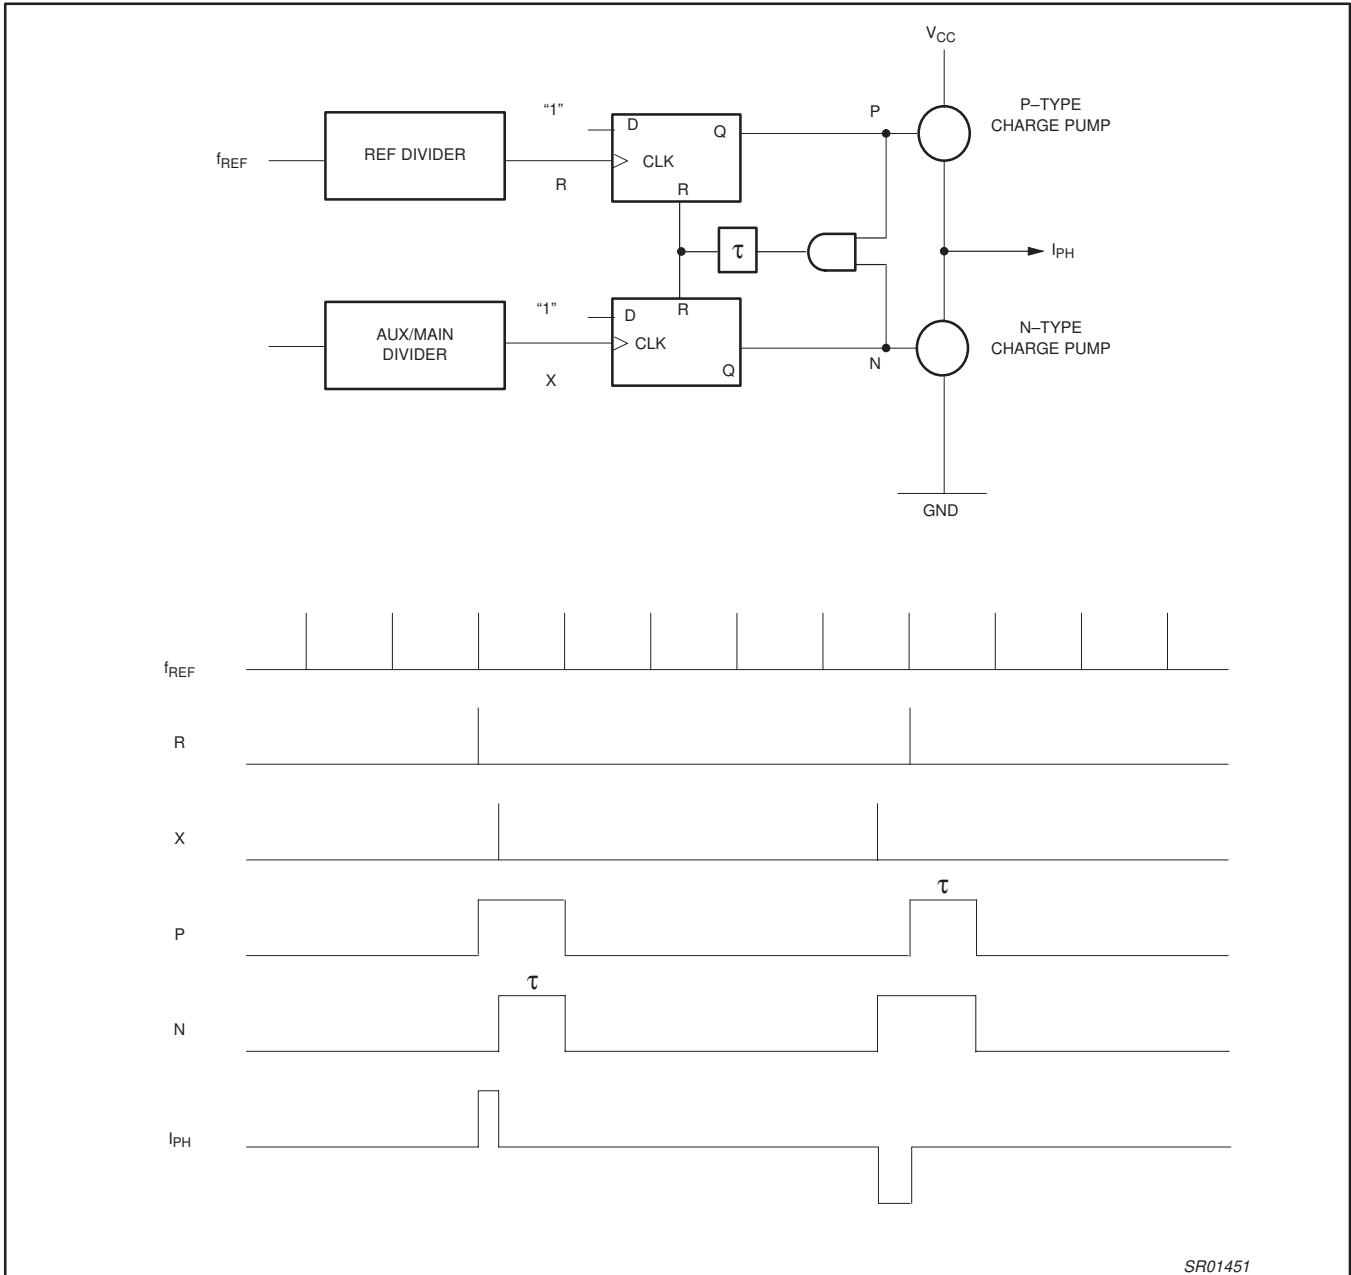 VCC
P–TYPE
CHARGE PUMP
P
“1”
D
Q
fREF
REF DIVIDER
R
CLK
R
τ
IPH
AUX/MAIN
DIVIDER
X
“1”
D
R
CLK
Q
N
N–TYPE
CHARGE PUMP
GND
fREF
R
X
P
τ
N
τ
IPH
SR01451